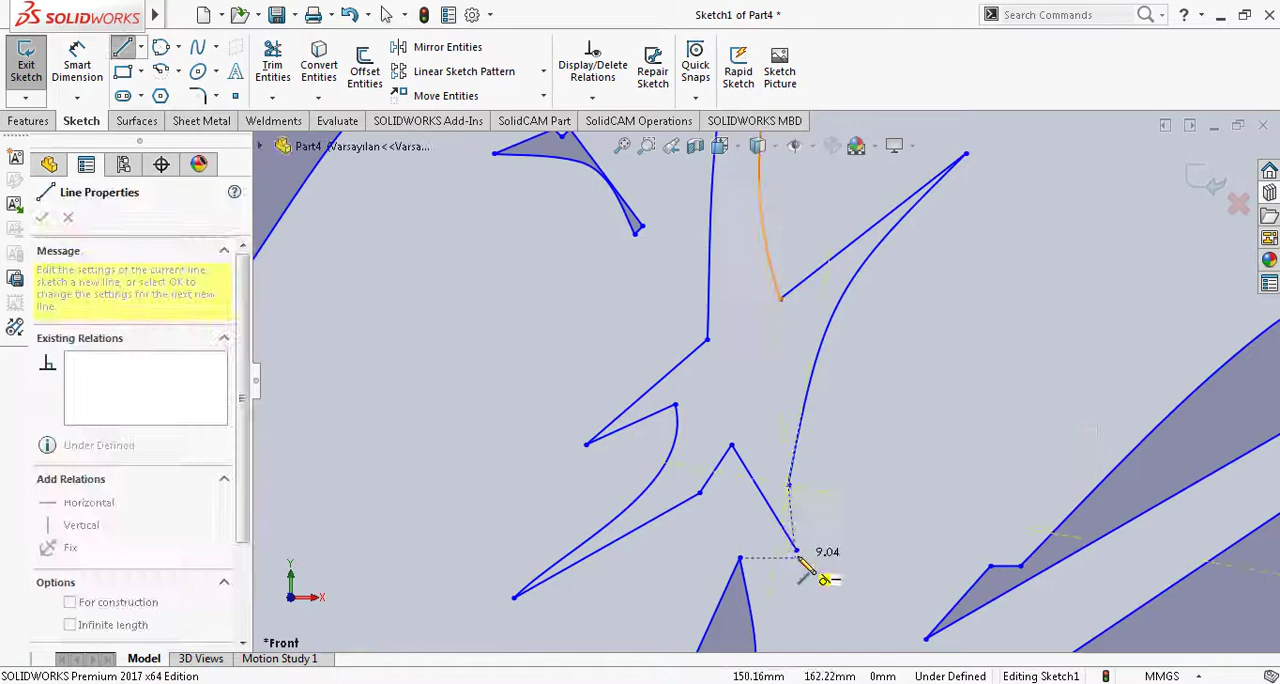 SOLIDWORKS
Sketch1 of Part4 *
Search Commands
?
Exit Sketch
Smart Dimension
Trim Entities
Convert Entities
Offset Entities
Mirror Entities
Linear Sketch Pattern
Move Entities
Display/Delete Relations
Repair Sketch
Quick Snaps
Rapid Sketch
Sketch Picture
Features
Sketch
Surfaces
Sheet Metal
Weldments
Evaluate
SOLIDWORKS Add-Ins
SolidCAM Part
SolidCAM Operations
SOLIDWORKS MBD
Part4 (Varsayilan <<Varsa...
Line Properties
Message
Edit the settings of the current line,
sketch a new line, or select OK to
change the settings for the next new
line.
Existing Relations
Under Defined
Add Relations
Horizontal
Vertical
Fix
Options
For construction
Infinite length
9.04
Y
X
*Front
Model
3D Views
Motion Study 1
SOLIDWORKS Premium 2017 x64 Edition
150.16mm
162.22mm
0mm
Under Defined
Editing Sketch1
MMGS